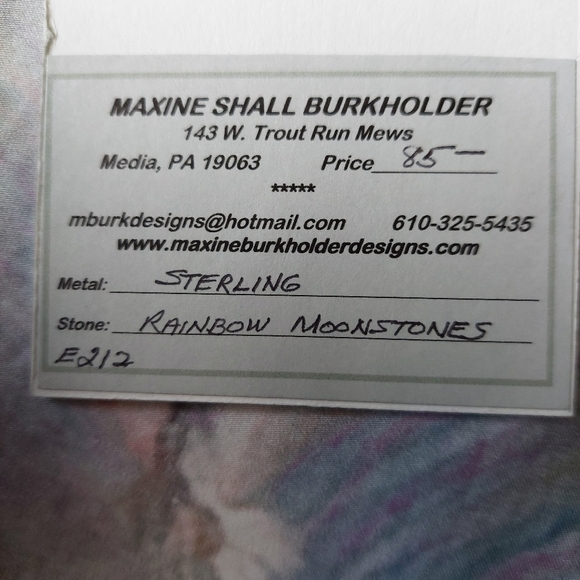 MAXINE SHALL BURKHOLDER
143 W. Trout Run Mews
Media, PA 19063 Price 85—
*****
mburkdesigns@hotmail.com 610-325-5435
www.maxineburkholderdesigns.com
Metal: STERLING
Stone: RAINBOW MOONSTONES
E212